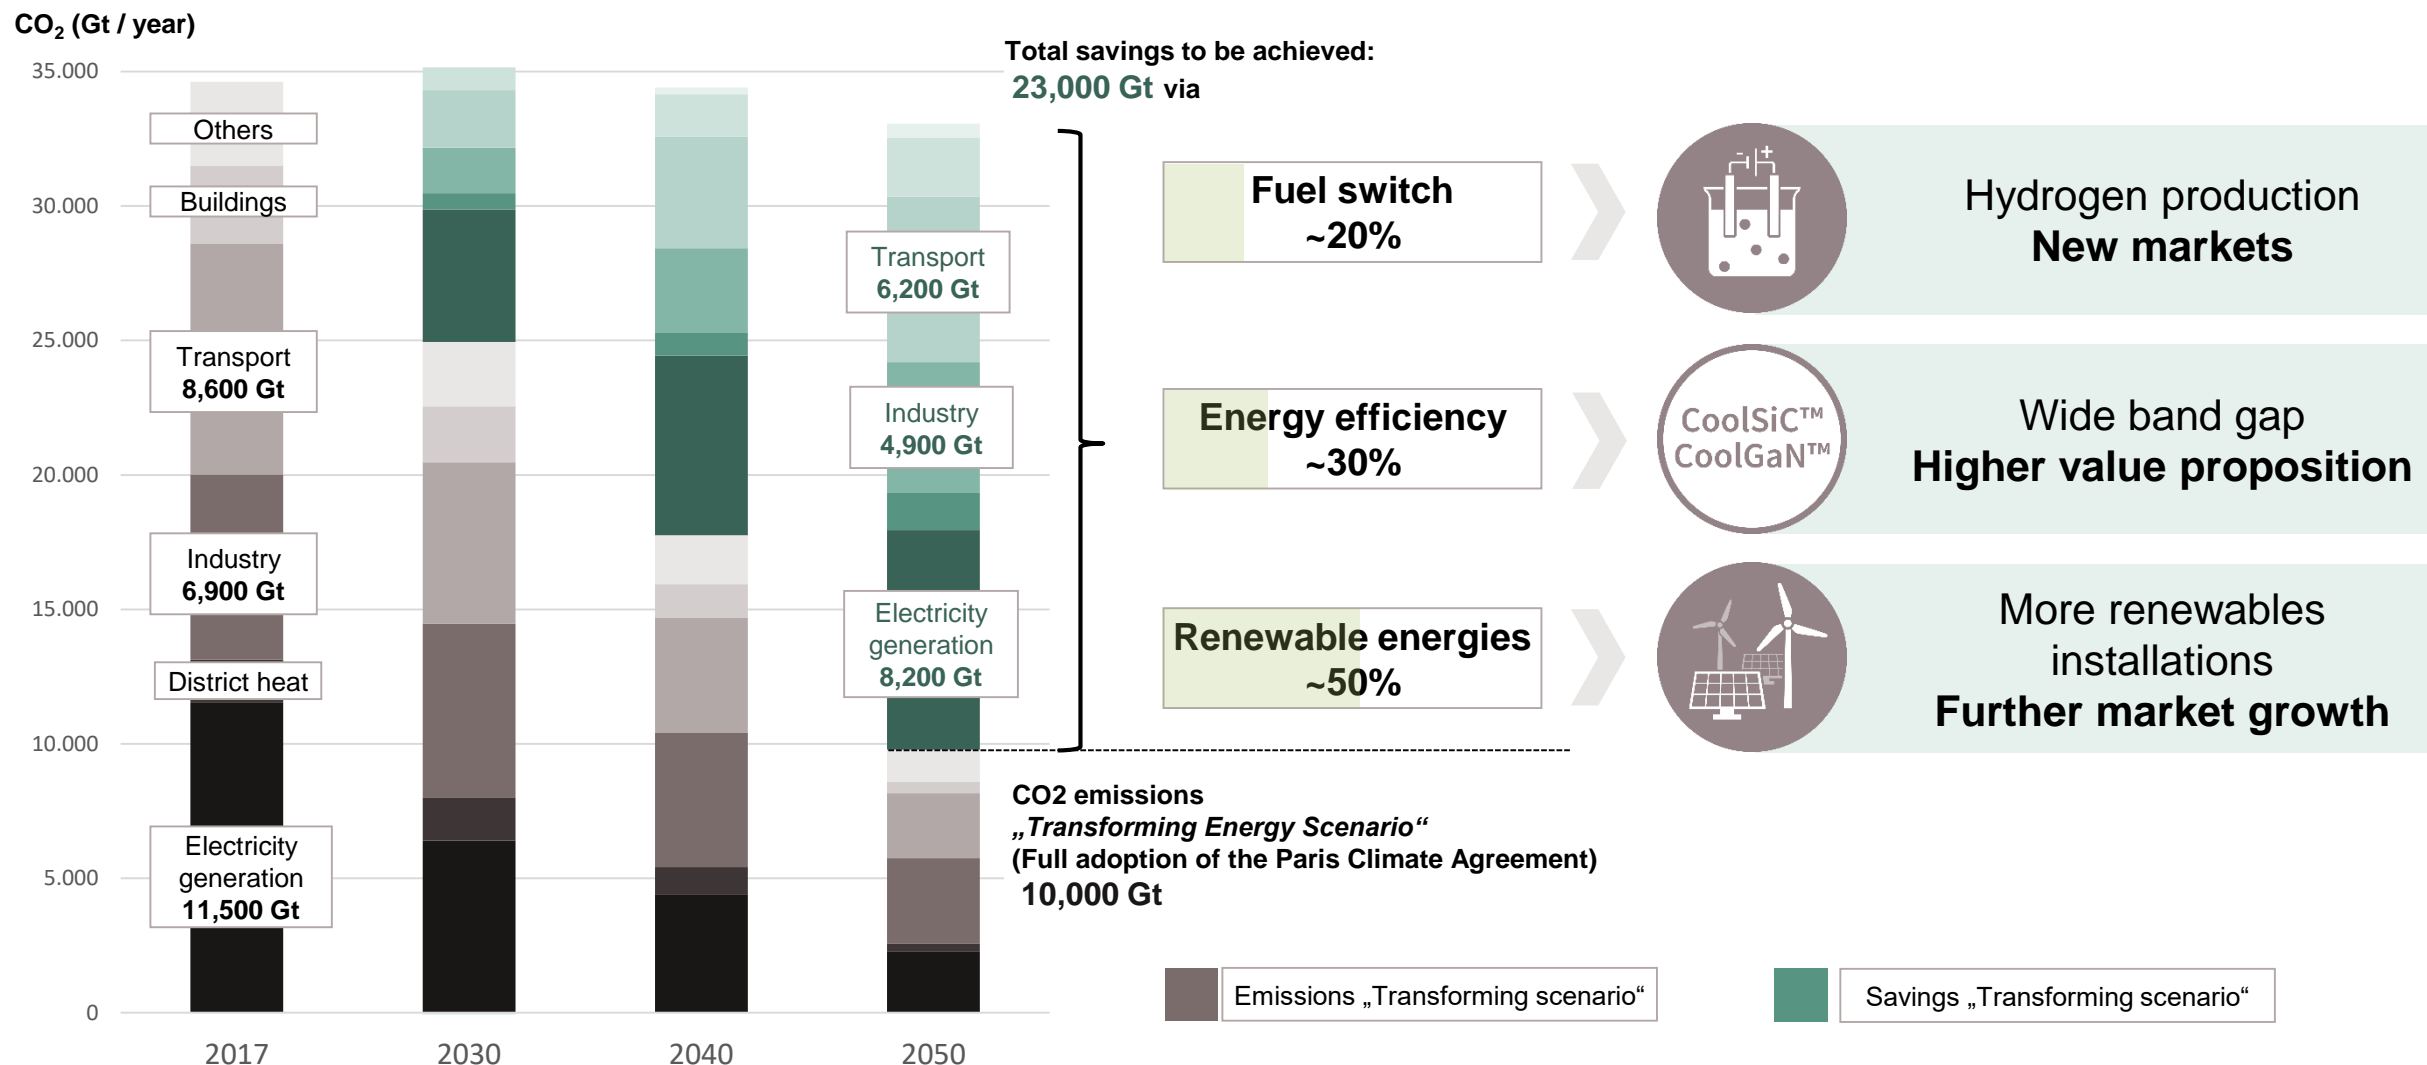 CO2 (Gt / year)
35.000
30.000
25.000
20.000
15.000
10.000
5.000
0
2017
2030
2040
2050
Others
Buildings
Transport
8,600 Gt
Industry
6,900 Gt
District heat
Electricity
generation
11,500 Gt
Transport
6,200 Gt
Industry
4,900 Gt
Electricity
generation
8,200 Gt
Total savings to be achieved:
23,000 Gt via
Fuel switch
~20%
Energy efficiency
~30%
Renewable energies
~50%
- +
Hydrogen production
New markets
CoolSiC™
CoolGaN™
Wide band gap
Higher value proposition
More renewables
installations
Further market growth
CO2 emissions
„Transforming Energy Scenario“
(Full adoption of the Paris Climate Agreement)
10,000 Gt
Emissions „Transforming scenario“
Savings „Transforming scenario“